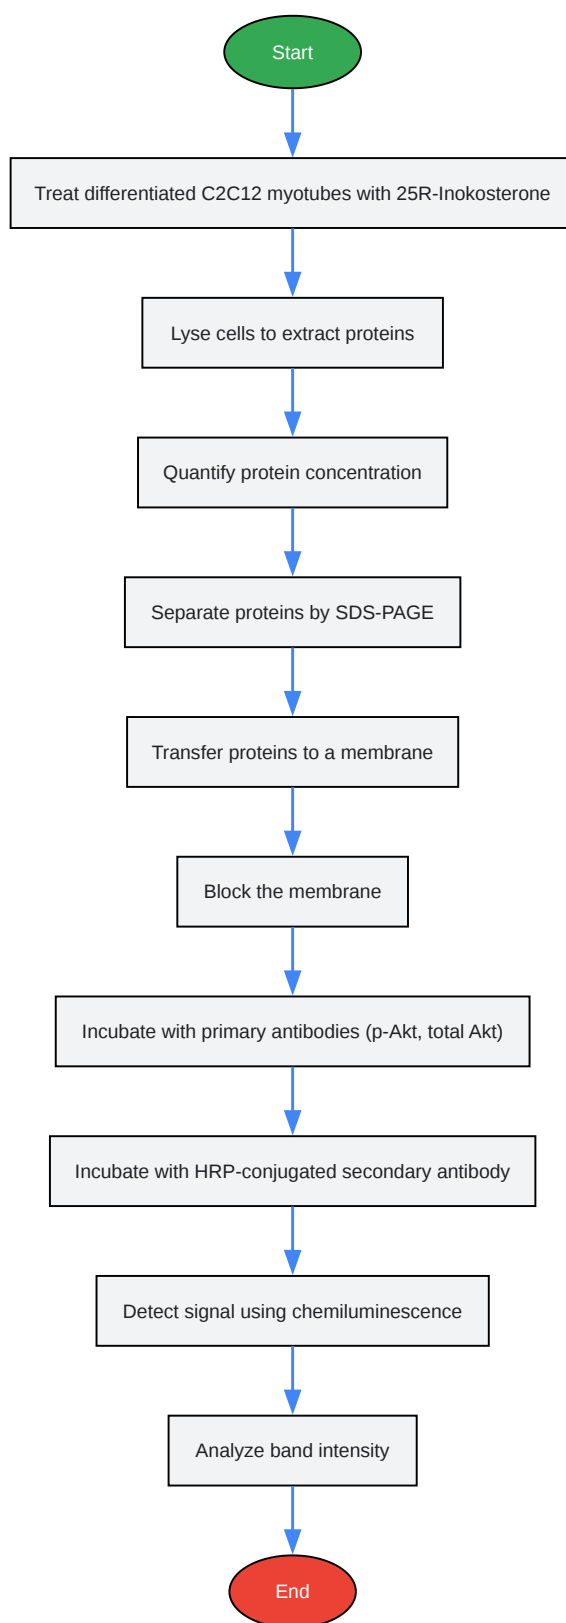 Start
Treat differentiated C2C12 myotubes with 25R-Inokosterone
Lyse cells to extract proteins
Quantify protein concentration
Separate proteins by SDS-PAGE
Transfer proteins to a membrane
Block the membrane
Incubate with primary antibodies (p-Akt, total Akt)
Incubate with HRP-conjugated secondary antibody
Detect signal using chemiluminescence
Analyze band intensity
End